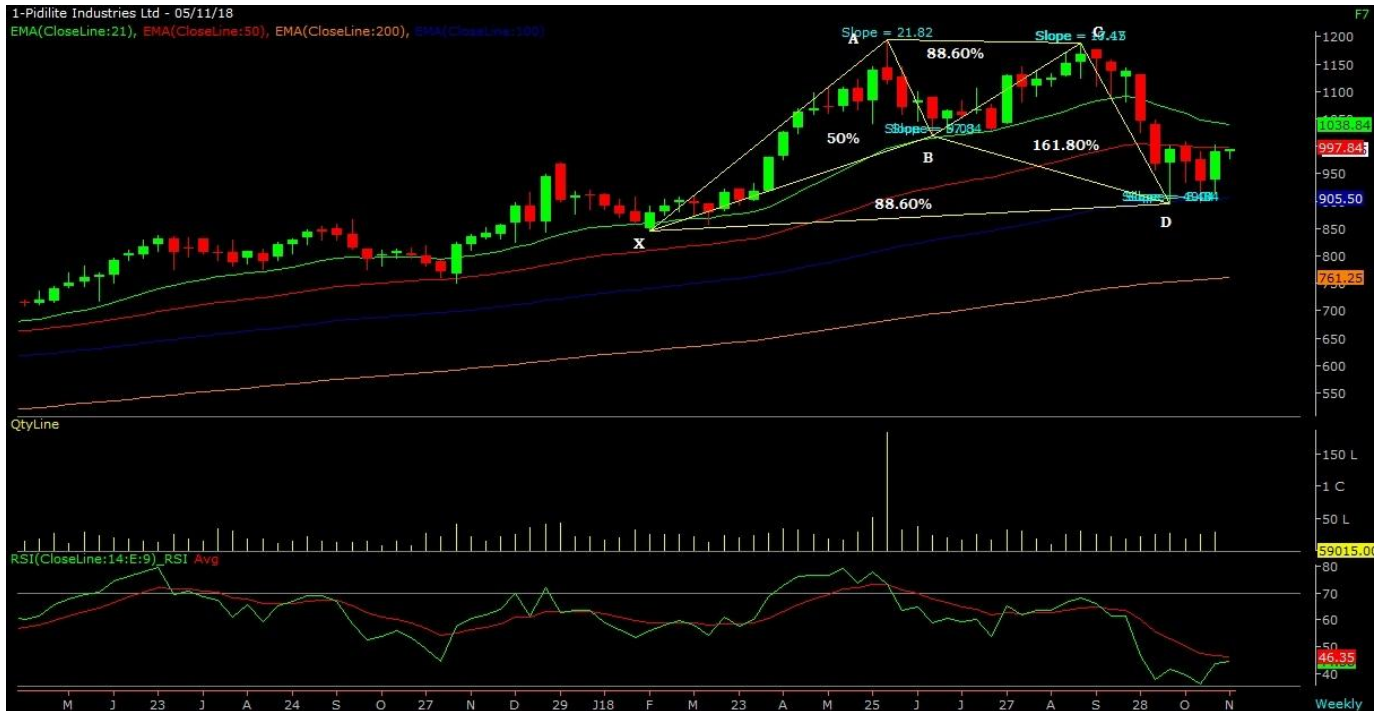 1-Pidilite Industries Ltd - 05/11/18
F7
EMA(CloseLine:21), EMA(CloseLine:50), EMA(CloseLine:200), EMA(CloseLine:100)
Slope = 21.82
A
Slope =
C
88.60%
50%
Slope =
B
161.80%
X
88.60%
Slope =
D
1200
1150
1100
1038.84
997.84
950
905.50
850
800
761.25
700
650
600
550
QtyLine
150 L
1 C
50 L
59015.00
RSI(CloseLine:14:E:9)_RSI Avg
80
70
60
50
46.35
40
M J 23 J A 24 S O 27 N D 29 J18 F M 23 A M 25 J J 27 A S 28 O N
Weekly